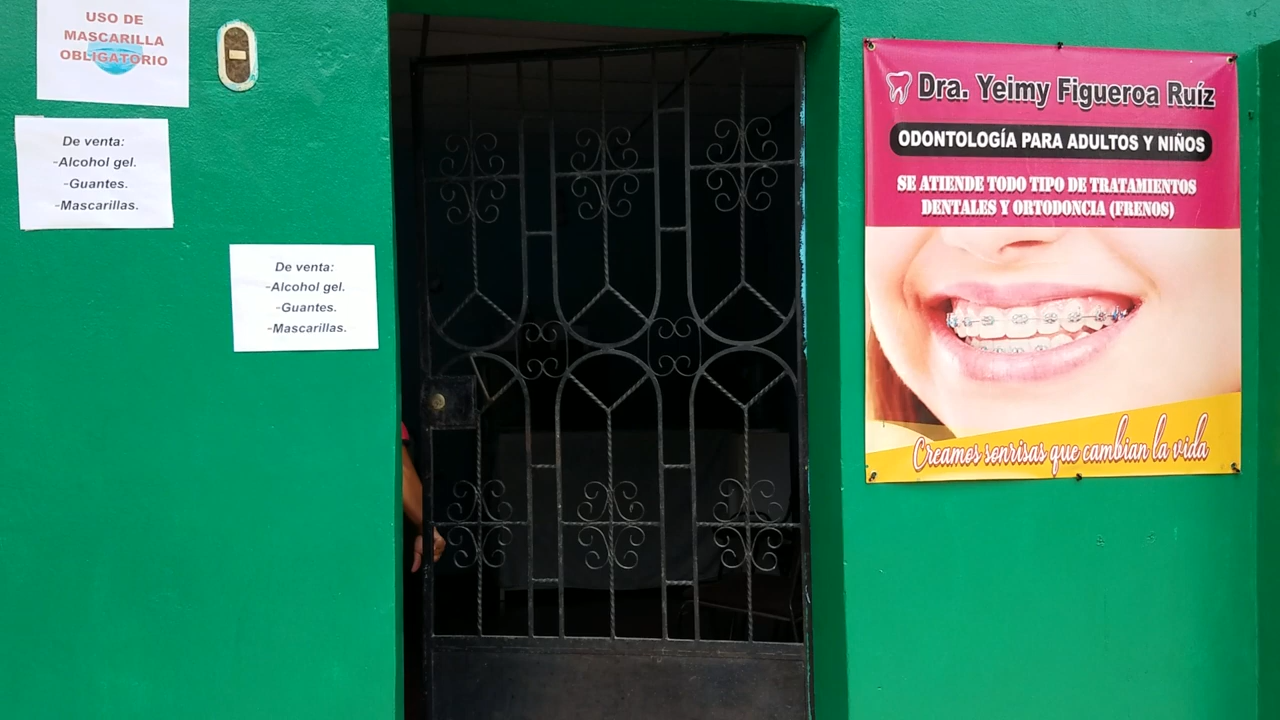 USO DE
MASCARILLA
OBLIGATORIO
De venta:
-Alcohol gel.
-Guantes.
-Mascarillas.
De venta:
-Alcohol gel.
-Guantes.
-Mascarillas.
Dra. Yeimy Figueroa Ruíz
ODONTOLOGÍA PARA ADULTOS Y NIÑOS
SE ATIENDE TODO TIPO DE TRATAMIENTOS
DENTALES Y ORTODONCIA (FRENOS)
Creamos sonrisas que cambian la vida